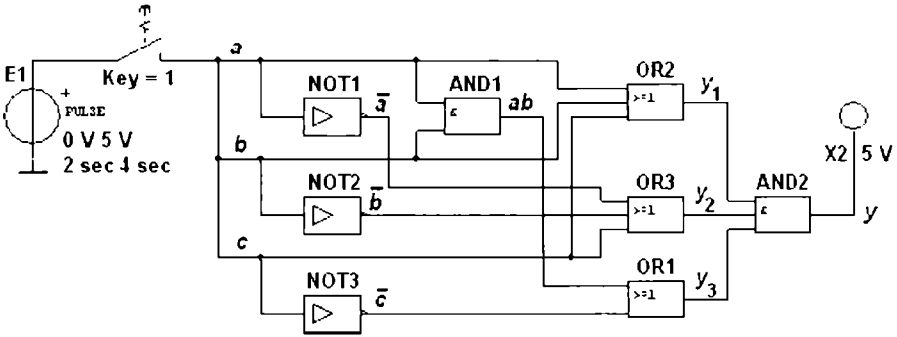 a
E1
Key = 1
+
PULSE
0 V 5 V
2 sec 4 sec
NOT1
a̅
AND1
&
ab
OR2
>=1
y1
b
NOT2
b̅
OR3
>=1
y2
AND2
&
X2 5 V
y
c
NOT3
c̅
OR1
>=1
y3